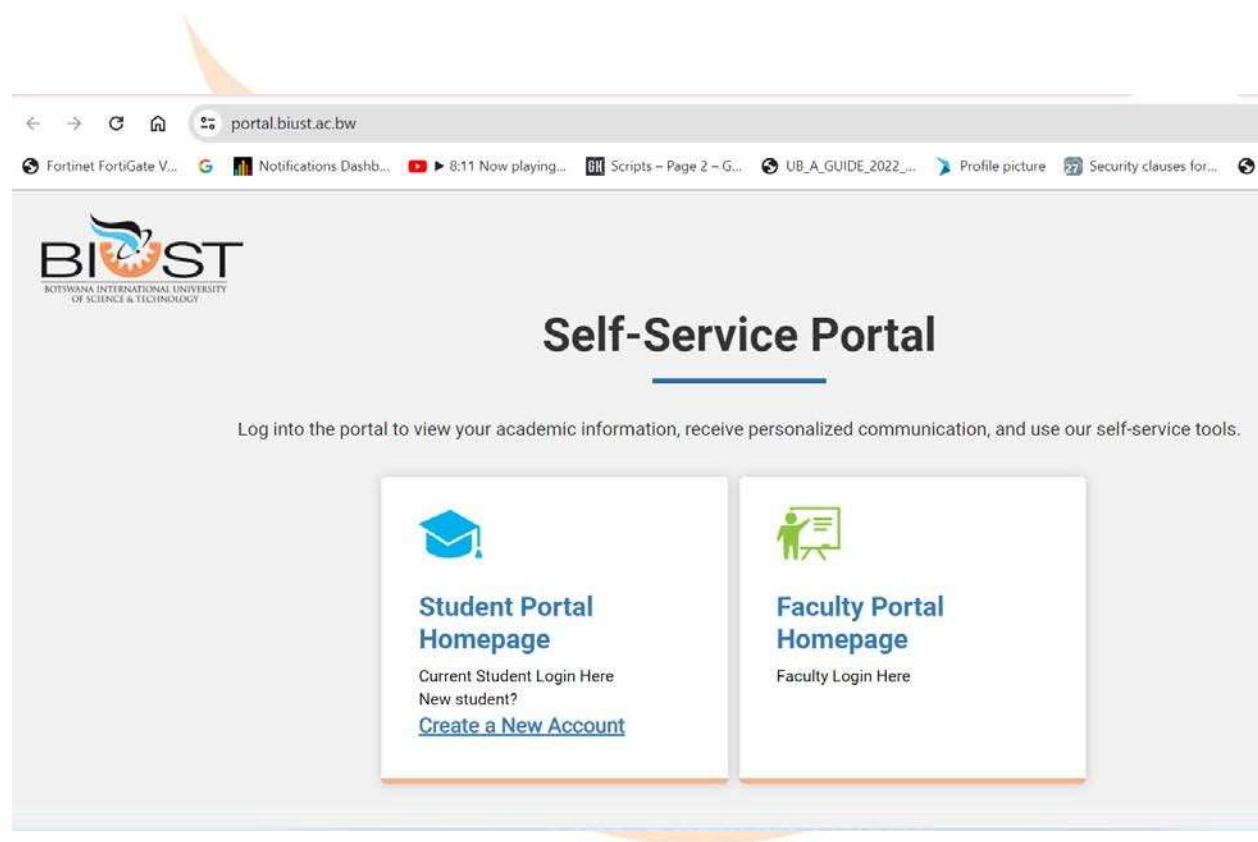 portal.biust.ac.bw
Fortinet FortiGate V... Notifications Dashb... 8:11 Now playing... GH Scripts – Page 2 – G... UB_A_GUIDE_2022_... Profile picture 27 Security clauses for...
BIUST
BOTSWANA INTERNATIONAL UNIVERSITY
OF SCIENCE & TECHNOLOGY
Self-Service Portal
Log into the portal to view your academic information, receive personalized communication, and use our self-service tools.
Student Portal
Homepage
Current Student Login Here
New student?
Create a New Account
Faculty Portal
Homepage
Faculty Login Here